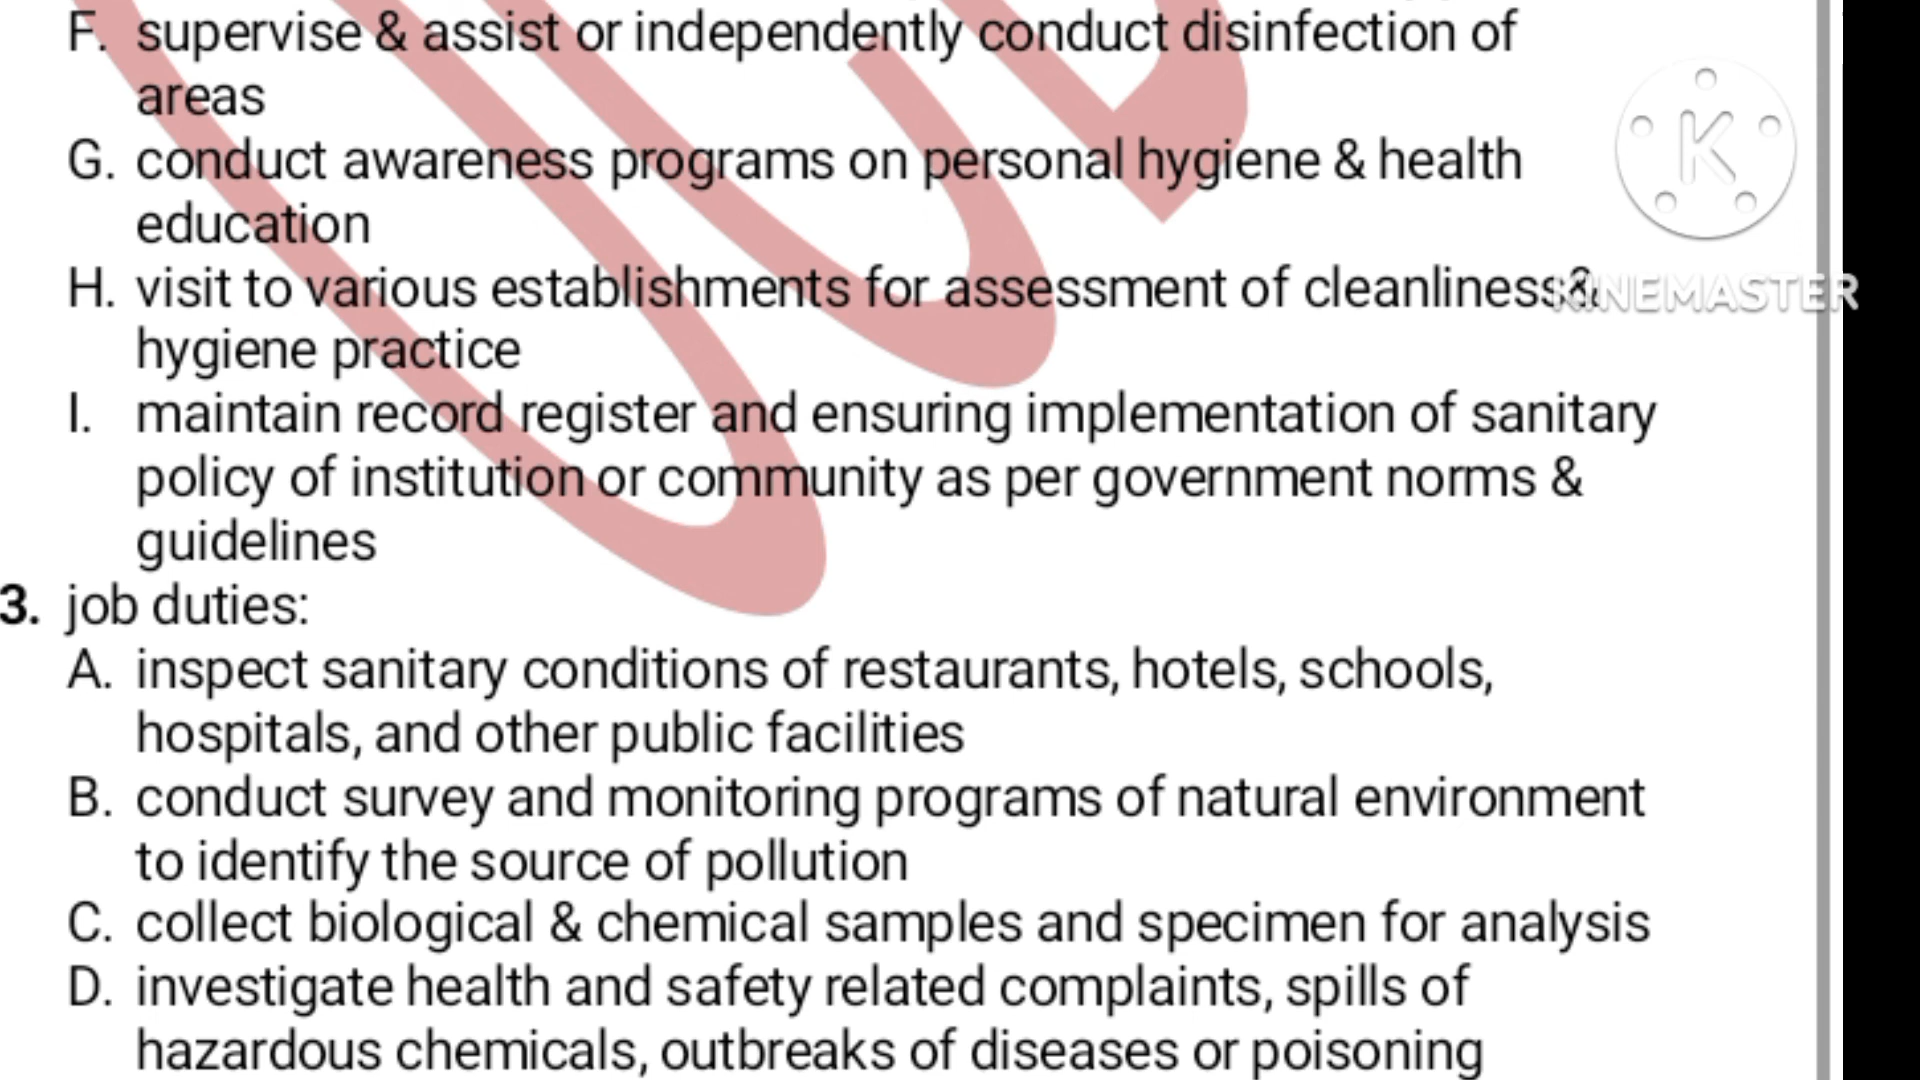 F. supervise & assist or independently conduct disinfection of
areas
G. conduct awareness programs on personal hygiene & health
education
H. visit to various establishments for assessment of cleanliness&
hygiene practice
I. maintain record register and ensuring implementation of sanitary
policy of institution or community as per government norms &
guidelines
3. job duties:
A. inspect sanitary conditions of restaurants, hotels, schools,
hospitals, and other public facilities
B. conduct survey and monitoring programs of natural environment
to identify the source of pollution
C. collect biological & chemical samples and specimen for analysis
D. investigate health and safety related complaints, spills of
hazardous chemicals, outbreaks of diseases or poisoning
K
KINEMASTER